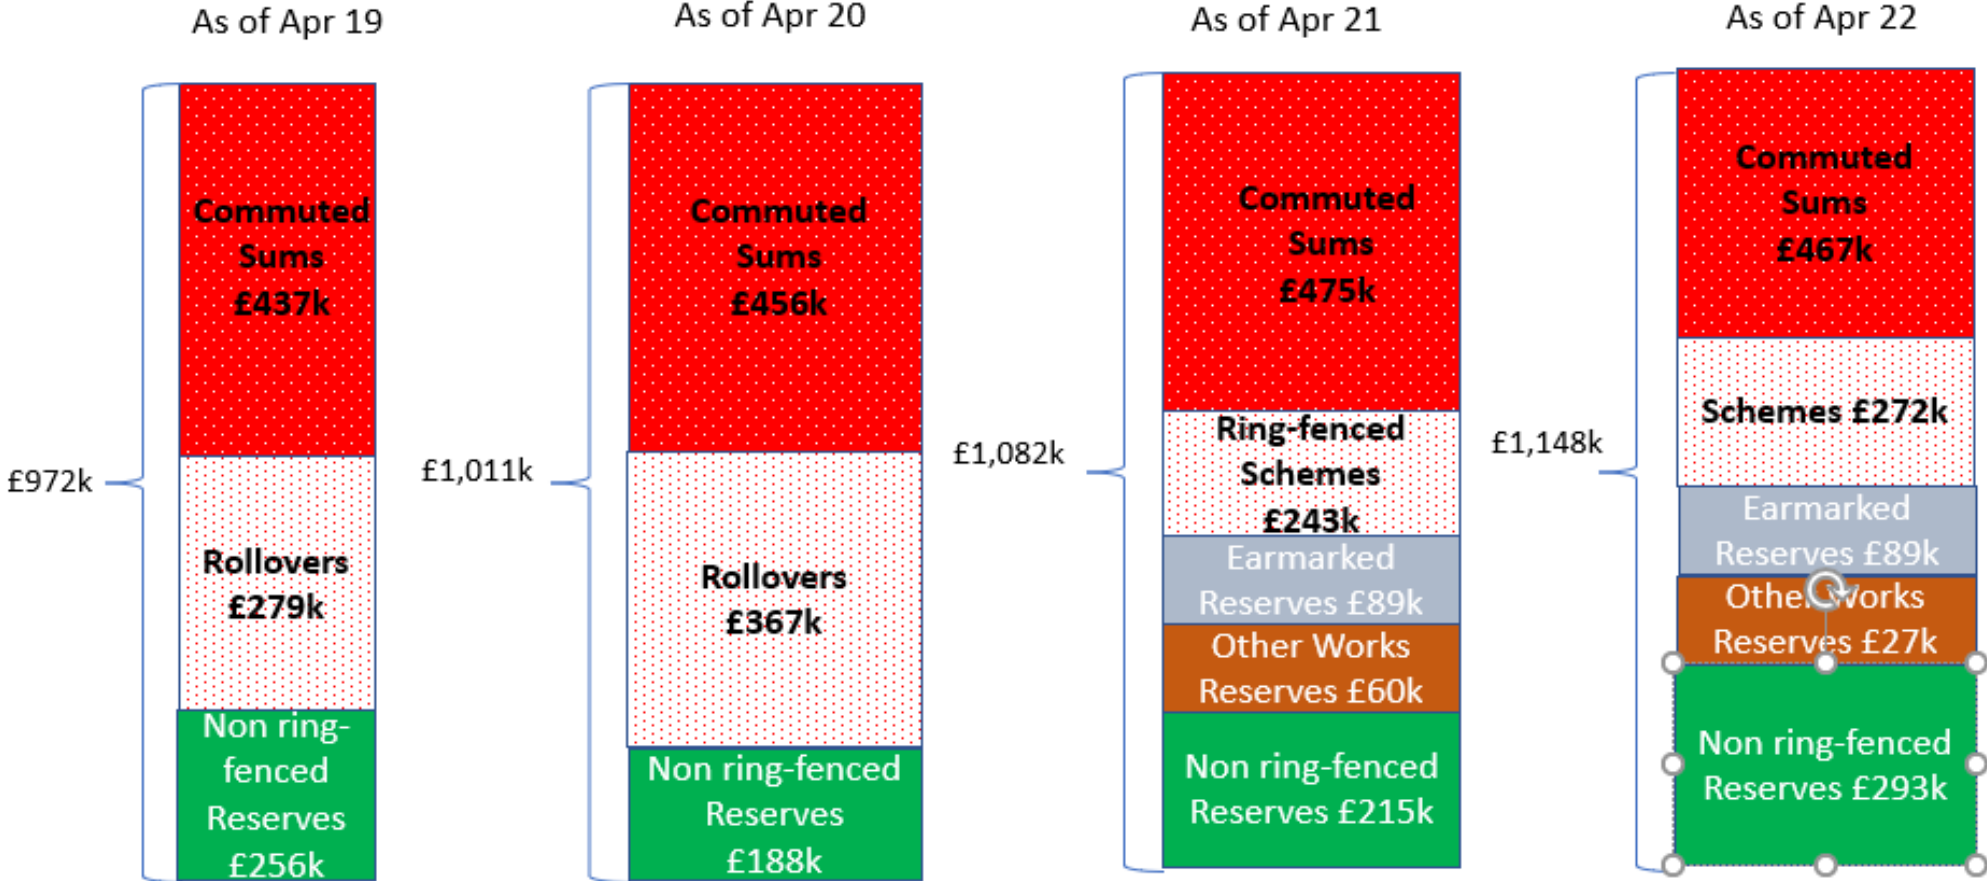 As of Apr 19
Commuted
Sums
£437k
Rollovers
£279k
Non ring-
fenced
Reserves
£256k
£972k
As of Apr 20
Commuted
Sums
£456k
Rollovers
£367k
Non ring-fenced
Reserves
£188k
£1,011k
As of Apr 21
Commuted
Sums
£475k
Ring-fenced
Schemes
£243k
Earmarked
Reserves £89k
Other Works
Reserves £60k
Non ring-fenced
Reserves £215k
£1,082k
As of Apr 22
Commuted
Sums
£467k
Schemes £272k
Earmarked
Reserves £89k
Other Works
Reserves £27k
Non ring-fenced
Reserves £293k
£1,148k